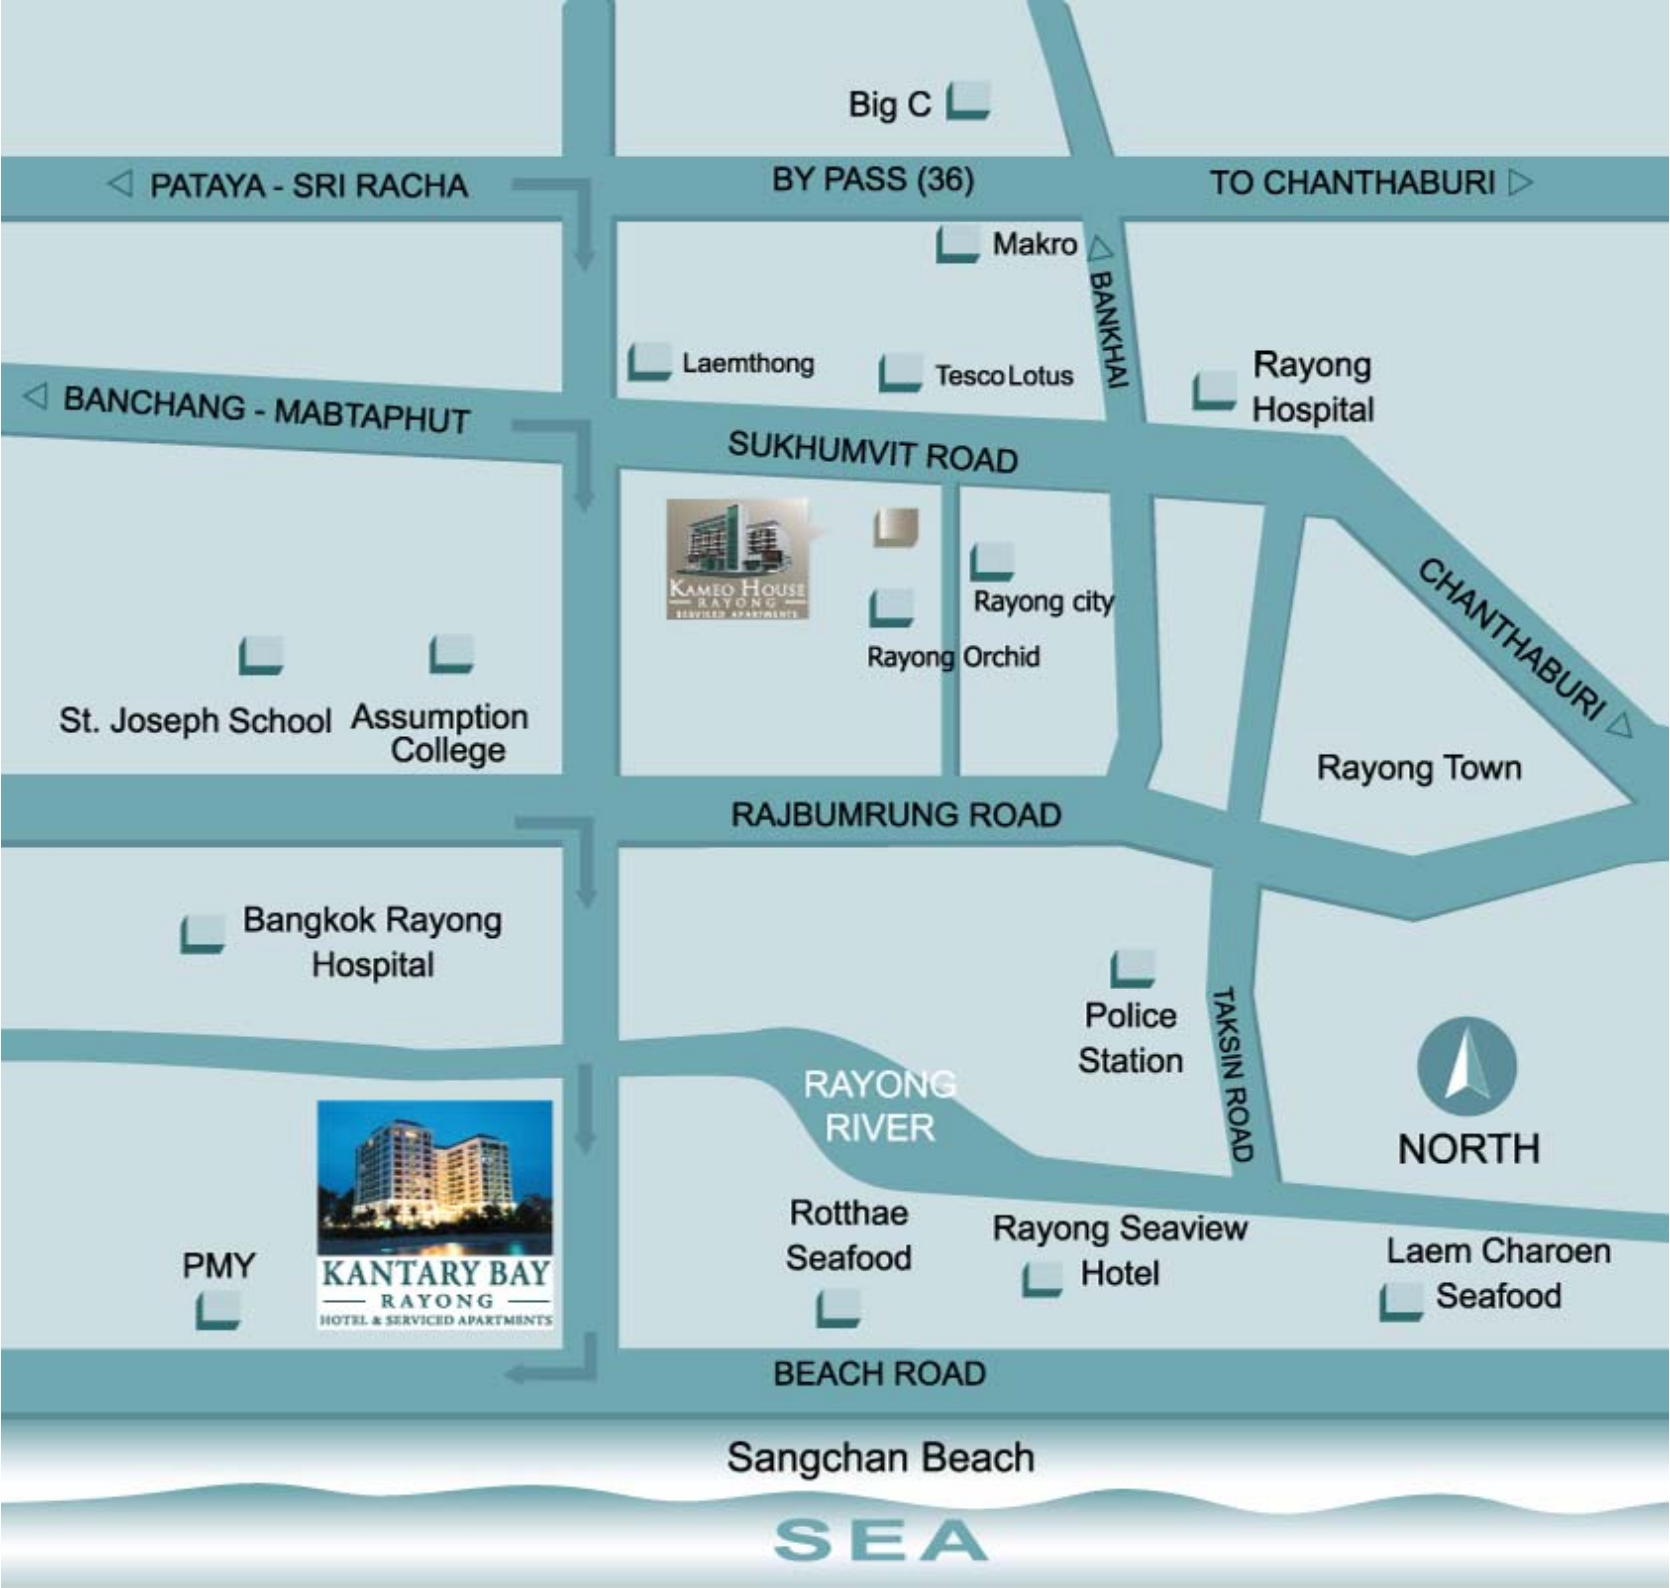 Big C
PATAYA - SRI RACHA
BY PASS (36)
TO CHANTHABURI
Makro
BANKHAI
Laemthong
Tesco Lotus
Rayong
Hospital
BANCHANG - MABTAPHUT
SUKHUMVIT ROAD
KAMEO HOUSE
RAYONG
SERVICED APARTMENTS
Rayong city
Rayong Orchid
CHANTHABURI
St. Joseph School
Assumption
College
Rayong Town
RAJBUMRUNG ROAD
Bangkok Rayong
Hospital
Police
Station
TAKSIN ROAD
RAYONG
RIVER
NORTH
KANTARY BAY
RAYONG
HOTEL & SERVICED APARTMENTS
PMY
Rotthae
Seafood
Rayong Seaview
Hotel
Laem Charoen
Seafood
BEACH ROAD
Sangchan Beach
SEA